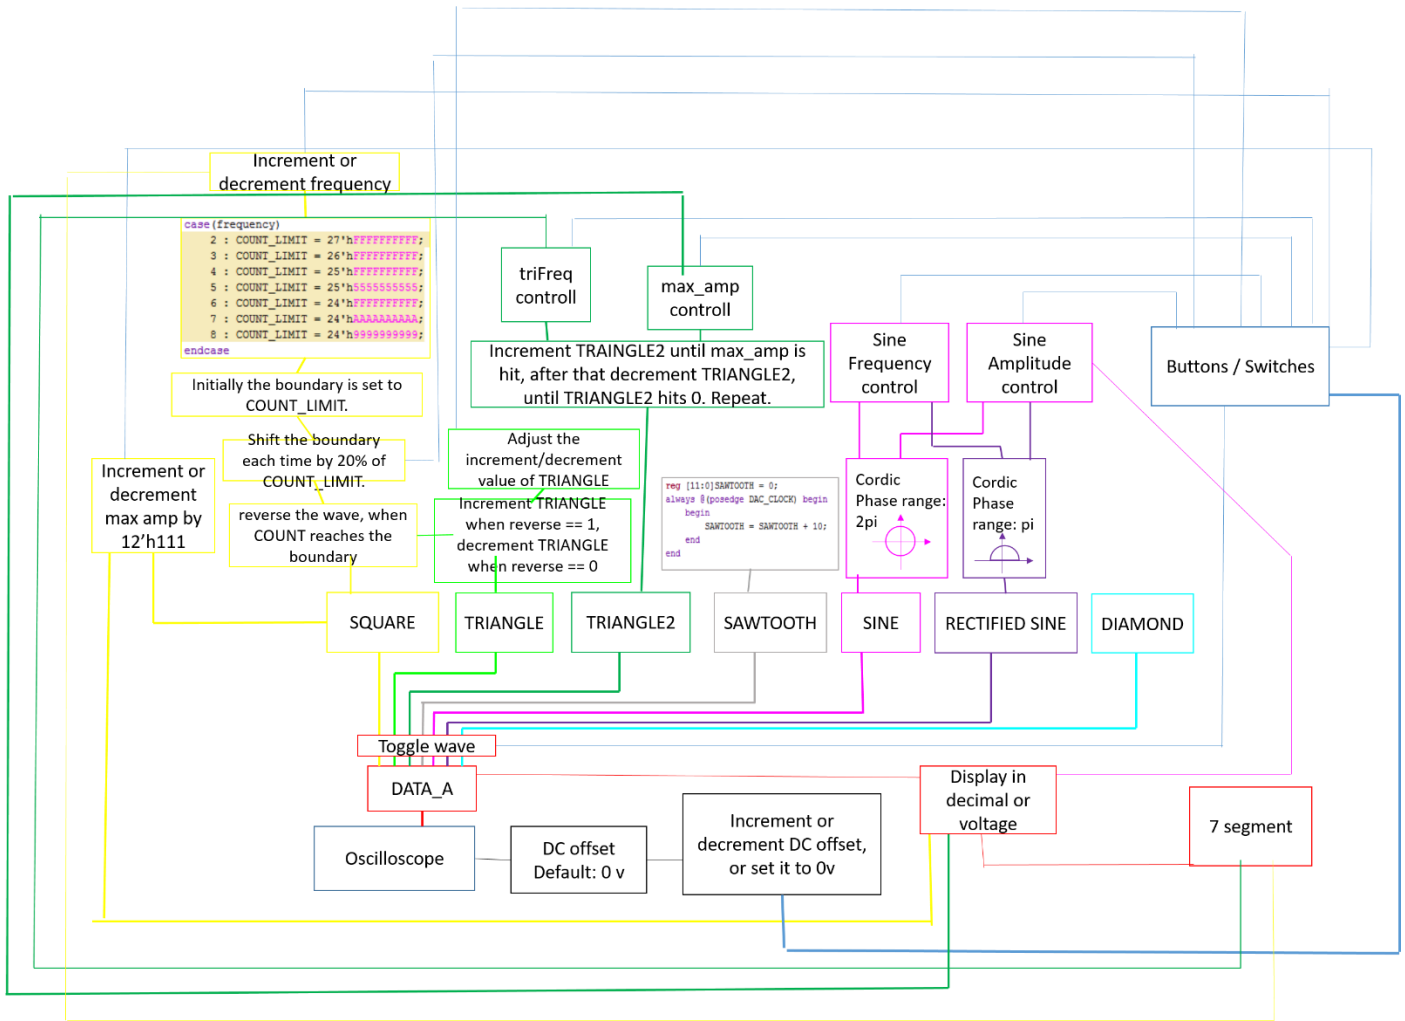 Increment or
decrement frequency
case(frequency)
2 : COUNT_LIMIT = 27'hFFFFFFFFFF;
3 : COUNT_LIMIT = 26'hFFFFFFFFFF;
4 : COUNT_LIMIT = 25'hFFFFFFFFFF;
5 : COUNT_LIMIT = 25'h5555555555;
6 : COUNT_LIMIT = 24'hFFFFFFFFFF;
7 : COUNT_LIMIT = 24'hAAAAAAAAAA;
8 : COUNT_LIMIT = 24'h9999999999;
endcase
triFreq
controll
max_amp
controll
Sine
Frequency
control
Sine
Amplitude
control
Buttons / Switches
Initially the boundary is set to
COUNT_LIMIT.
Increment TRAINGLE2 until max_amp is
hit, after that decrement TRIANGLE2,
until TRIANGLE2 hits 0. Repeat.
Shift the boundary
each time by 20% of
COUNT_LIMIT.
Adjust the
increment/decrement
value of TRIANGLE
Increment or
decrement
max amp by
12'h111
reverse the wave, when
COUNT reaches the
boundary
Increment TRIANGLE
when reverse == 1,
decrement TRIANGLE
when reverse == 0
reg [11:0]SAWTOOTH = 0;
always @(posedge DAC_CLOCK) begin
begin
SAWTOOTH = SAWTOOTH + 10;
end
end
Cordic
Phase range:
2pi
Cordic
Phase
range: pi
SQUARE
TRIANGLE
TRIANGLE2
SAWTOOTH
SINE
RECTIFIED SINE
DIAMOND
Toggle wave
DATA_A
Display in
decimal or
voltage
7 segment
Oscilloscope
DC offset
Default: 0 v
Increment or
decrement DC offset,
or set it to 0v